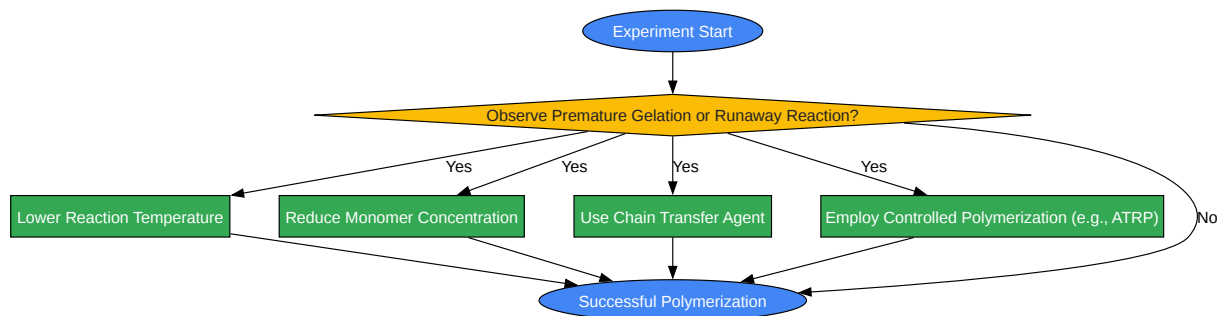 Experiment Start
Observe Premature Gelation or Runaway Reaction?
Yes
Yes
Yes
Yes
No
Lower Reaction Temperature
Reduce Monomer Concentration
Use Chain Transfer Agent
Employ Controlled Polymerization (e.g., ATRP)
Successful Polymerization